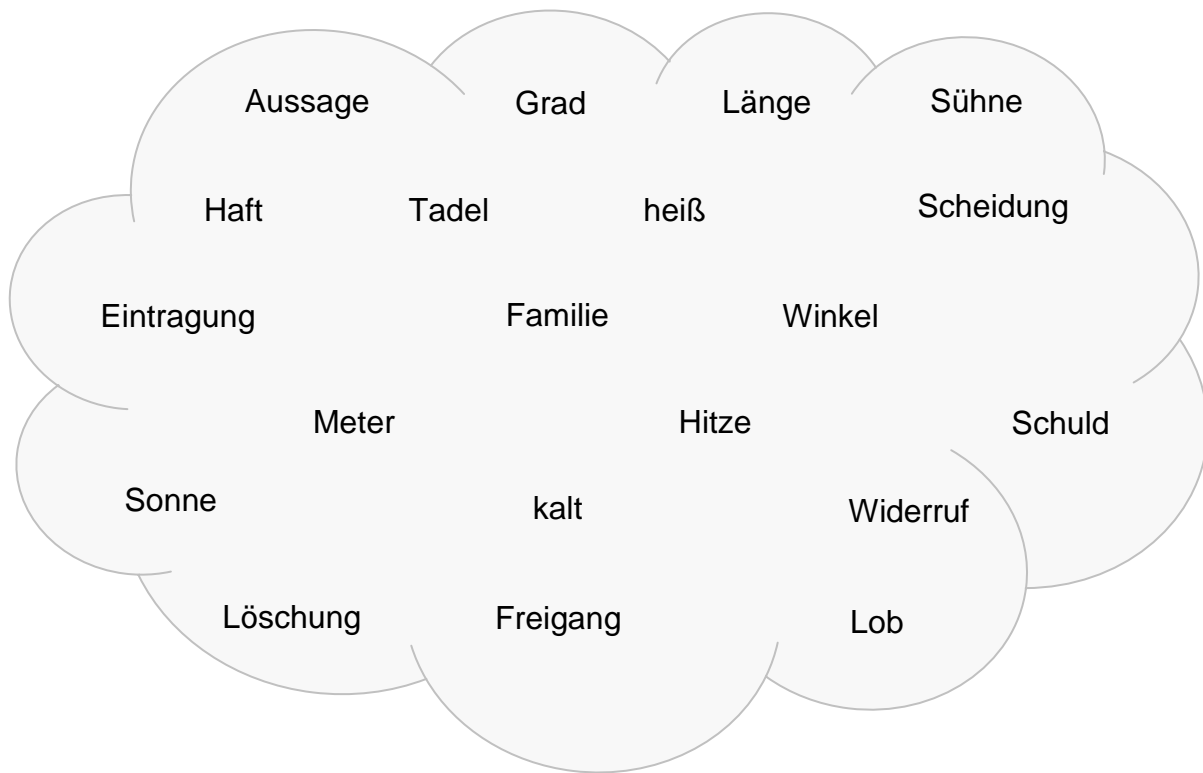 Aussage Grad Länge Sühne
Haft Tadel heiß Scheidung
Eintragung Familie Winkel
Meter Hitze Schuld
Sonne kalt Widerruf
Löschung Freigang Lob